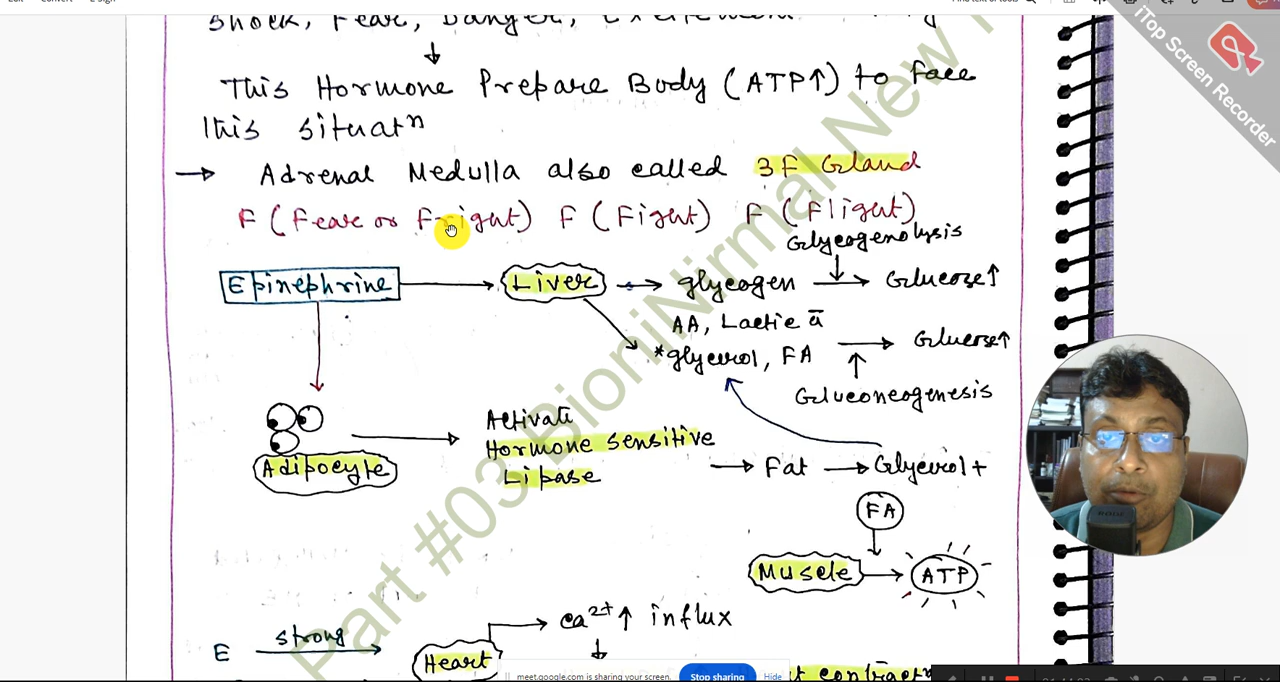 Shock, Fear, Danger, Excitement
This Hormone Prepare Body (ATP↑) to face
this situatn
→ Adrenal Medulla also called 3F Gland
F (Fear or Fright) F (Fight) F (Flight)
Glycogenolysis
Epinephrine → Liver → glycogen → Glucose↑
AA, Lactic ā
*glycerol, FA → Glucose↑
Gluconeogenesis
Activate
Hormone sensitive
Lipase → Fat → Glycerol +
Adipocyte
FA
Muscle → ATP
Ca2+ ↑ influx
E strong → Heart
contractn
Part #03 BionjiNirmal New
iTop Screen Recorder
meet.google.com is sharing your screen.
Stop sharing
Hide